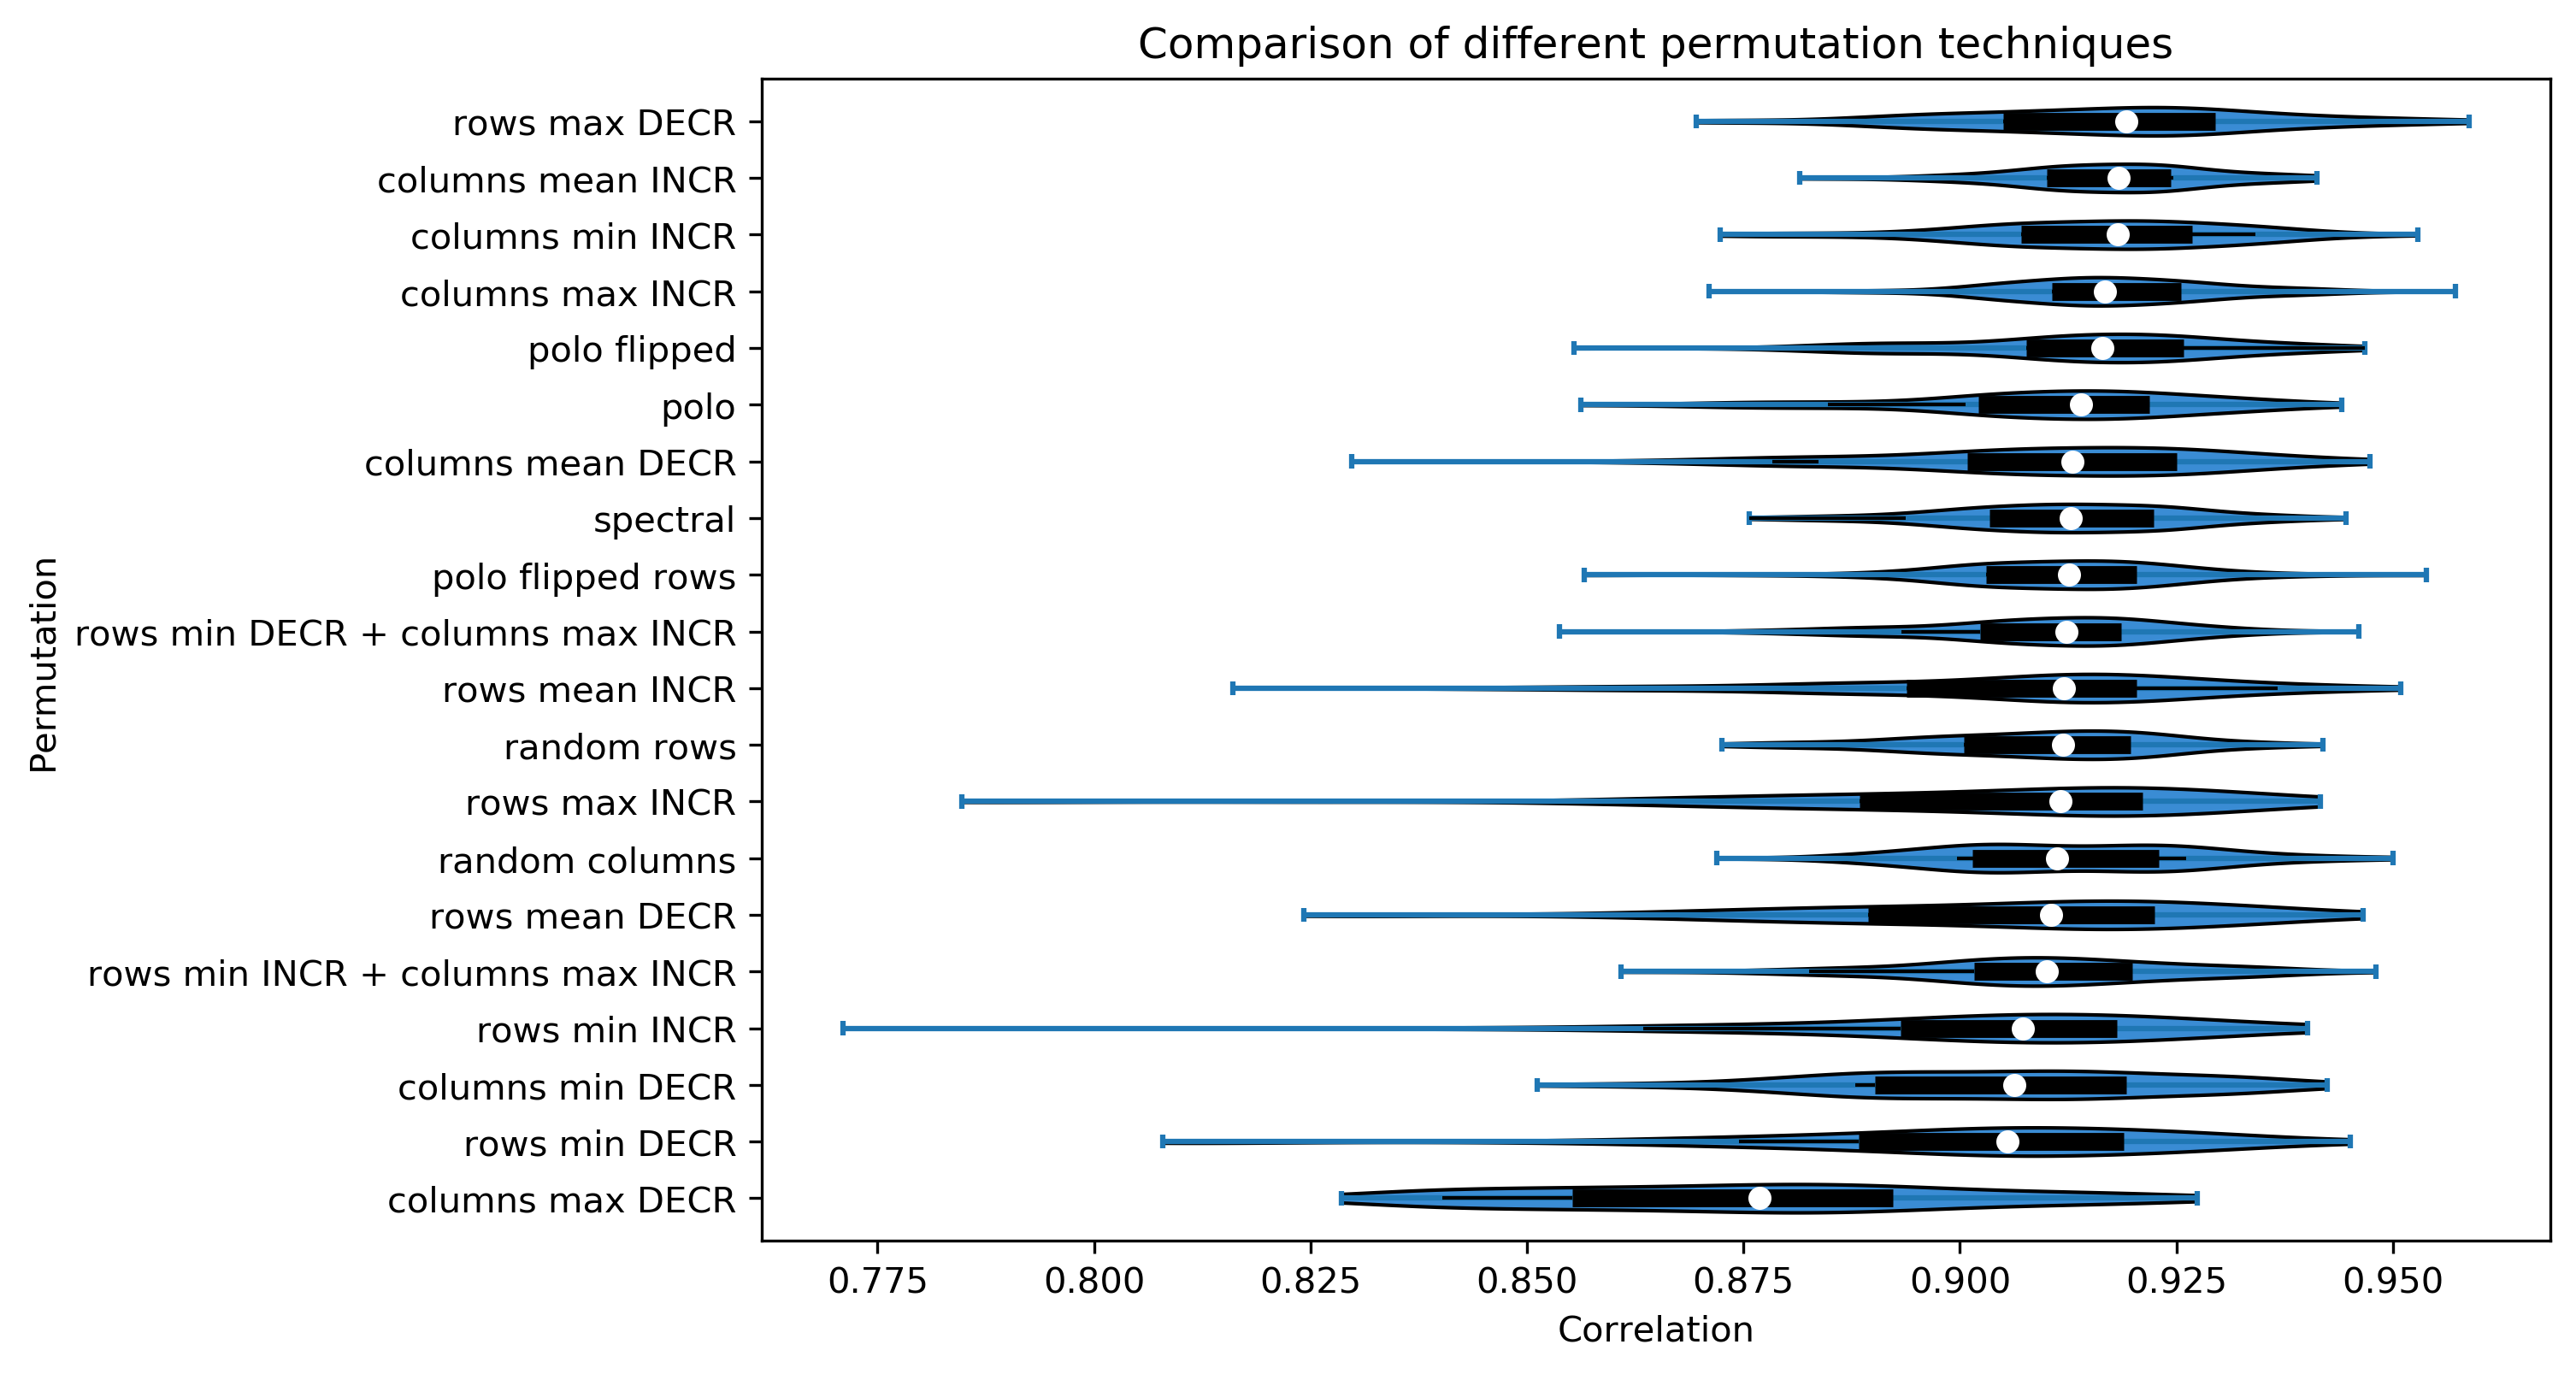 Comparison of different permutation techniques
Permutation
rows max DECR
columns mean INCR
columns min INCR
columns max INCR
polo flipped
polo
columns mean DECR
spectral
polo flipped rows
rows min DECR + columns max INCR
rows mean INCR
random rows
rows max INCR
random columns
rows mean DECR
rows min INCR + columns max INCR
rows min INCR
columns min DECR
rows min DECR
columns max DECR
0.775 0.800 0.825 0.850 0.875 0.900 0.925 0.950
Correlation